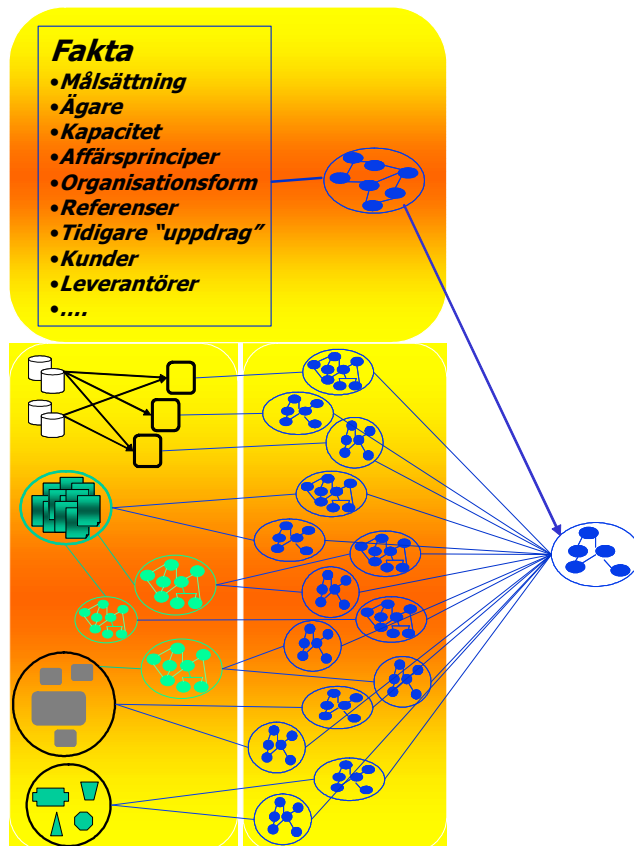 Fakta
•Målsättning
•Ägare
•Kapacitet
•Affärsprinciper
•Organisationsform
•Referenser
•Tidigare “uppdrag”
•Kunder
•Leverantörer
•….